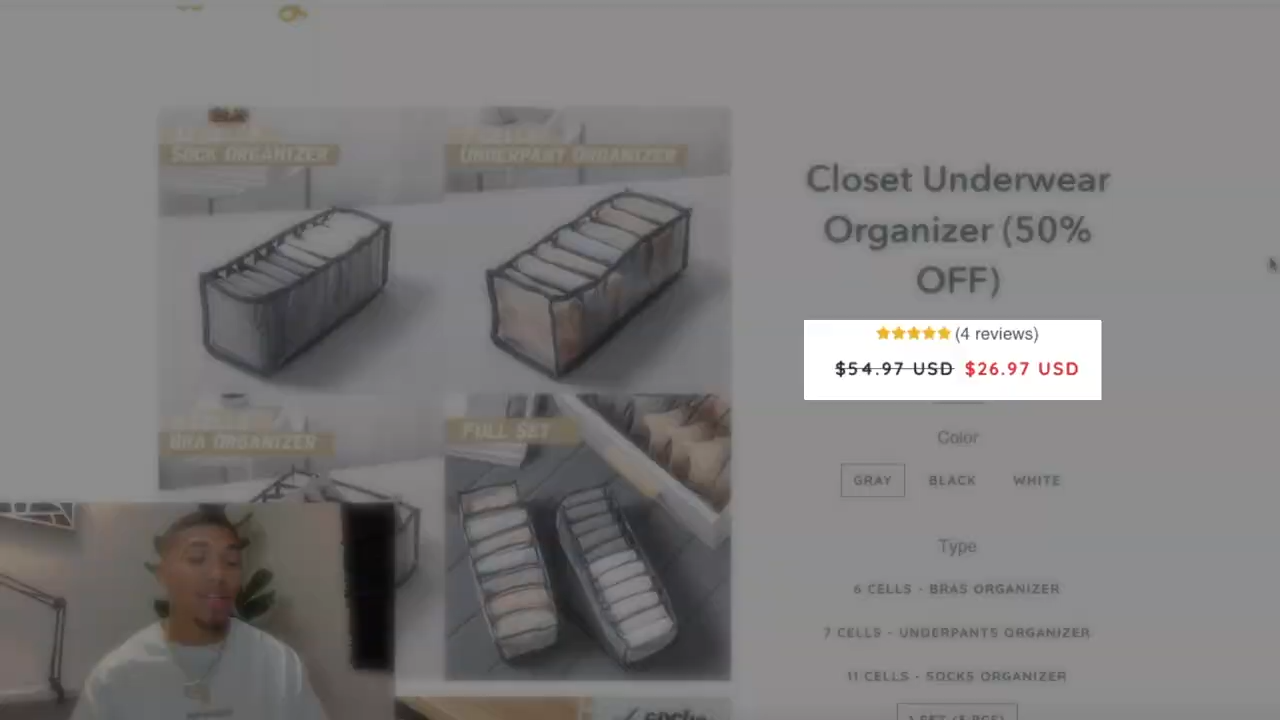 SOCK ORGANIZER
UNDERPANT ORGANIZER
BRA ORGANIZER
FULL SET
Closet Underwear
Organizer (50%
OFF)
(4 reviews)
$54.97 USD $26.97 USD
Color
GRAY BLACK WHITE
Type
6 CELLS - BRAS ORGANIZER
7 CELLS - UNDERPANTS ORGANIZER
11 CELLS - SOCKS ORGANIZER